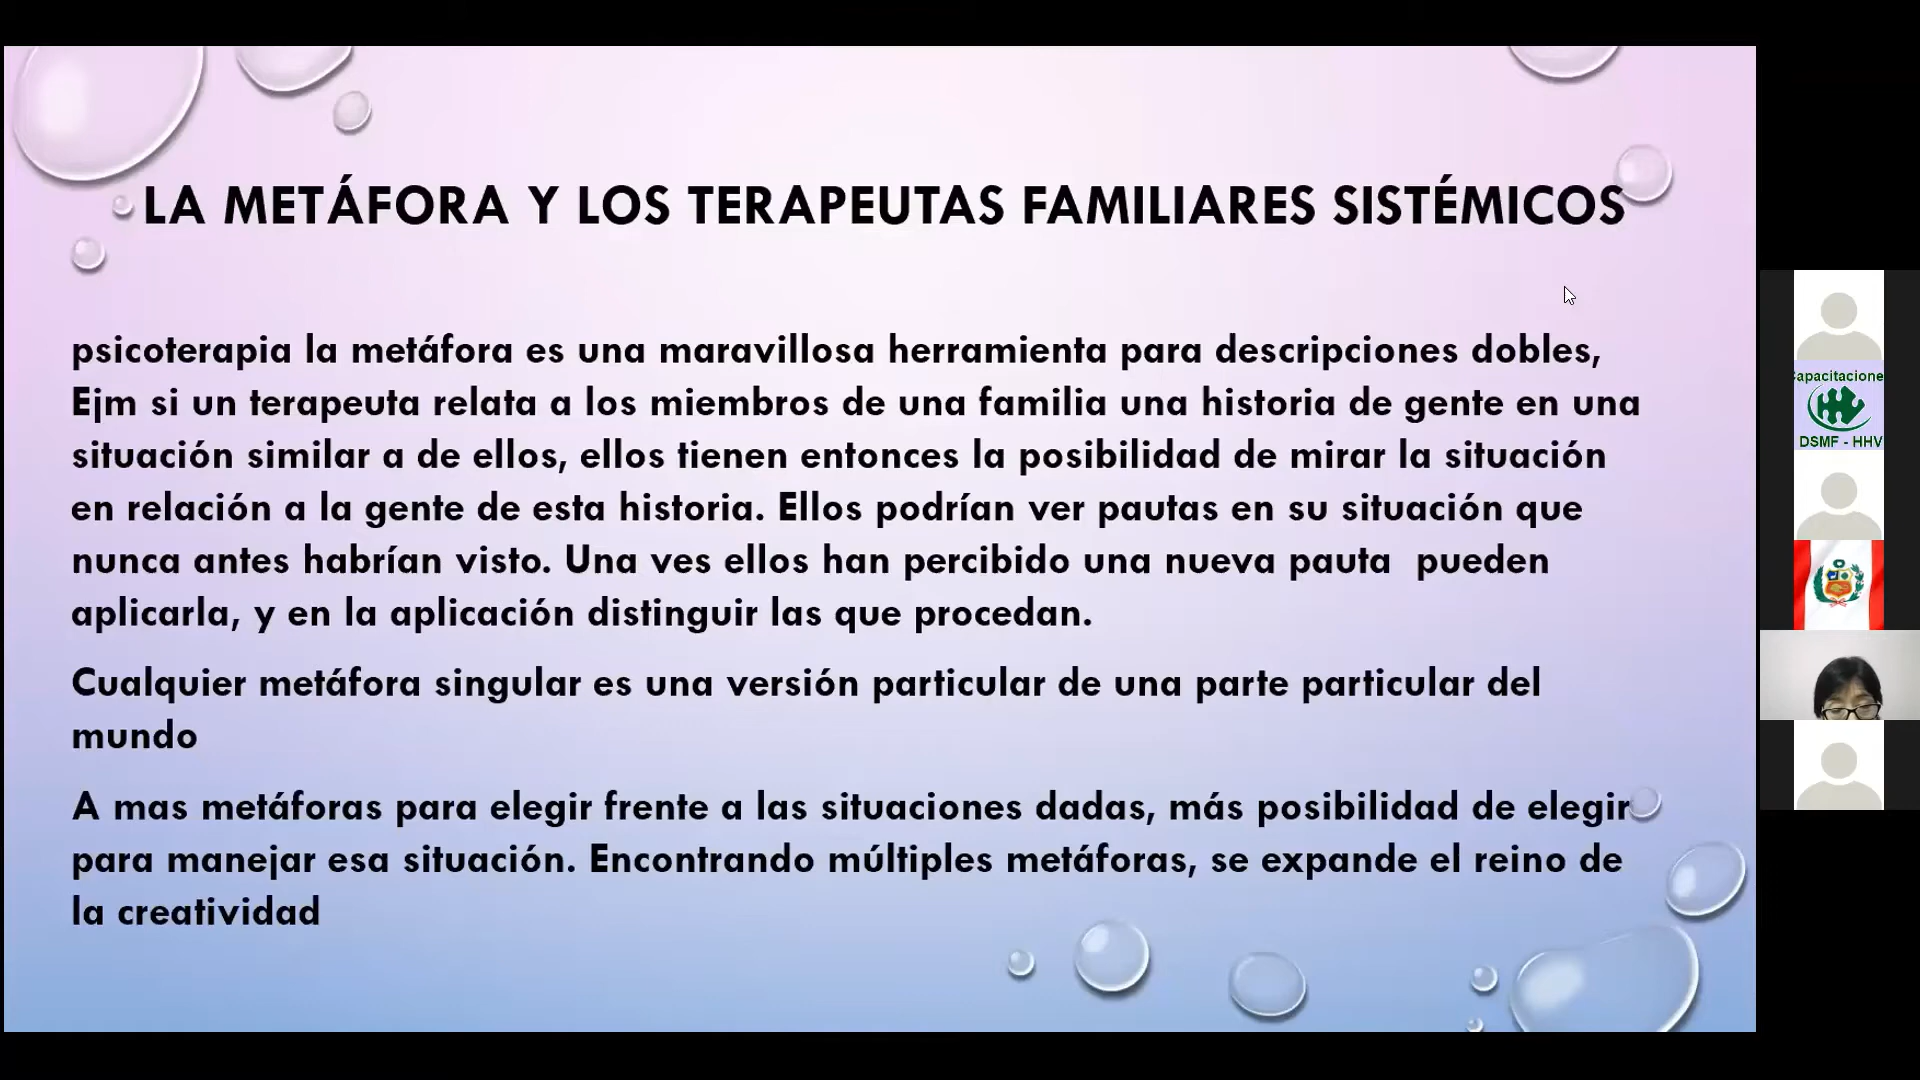 LA METÁFORA Y LOS TERAPEUTAS FAMILIARES SISTÉMICOS
psicoterapia la metáfora es una maravillosa herramienta para descripciones dobles,
Ejm si un terapeuta relata a los miembros de una familia una historia de gente en una
situación similar a de ellos, ellos tienen entonces la posibilidad de mirar la situación
en relación a la gente de esta historia. Ellos podrían ver pautas en su situación que
nunca antes habrían visto. Una ves ellos han percibido una nueva pauta  pueden
aplicarla, y en la aplicación distinguir las que procedan.
Cualquier metáfora singular es una versión particular de una parte particular del
mundo
A mas metáforas para elegir frente a las situaciones dadas, más posibilidad de elegir
para manejar esa situación. Encontrando múltiples metáforas, se expande el reino de
la creatividad
apacitacione
DSMF - HHV